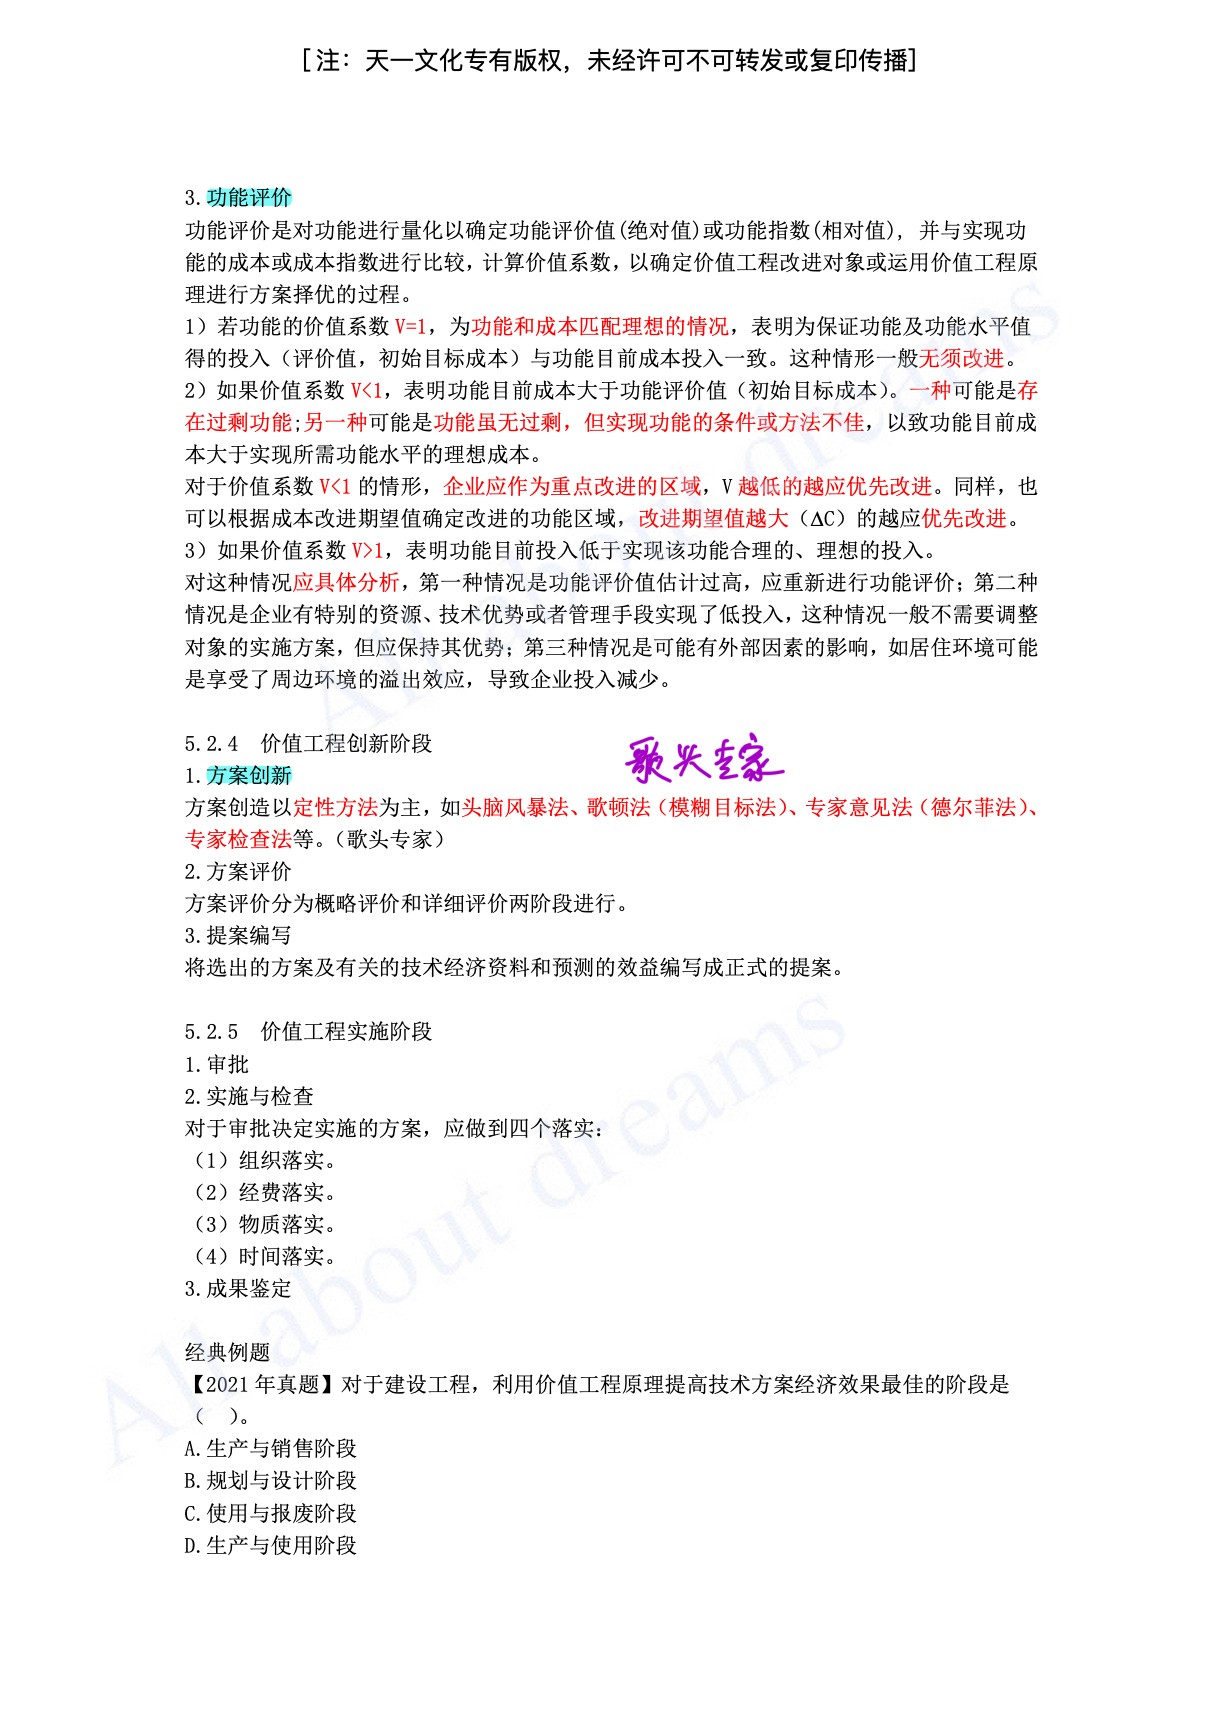 [注：天一文化专有版权，未经许可不可转发或复印传播]
3.功能评价
功能评价是对功能进行量化以确定功能评价值(绝对值)或功能指数(相对值)，并与实现功
能的成本或成本指数进行比较，计算价值系数，以确定价值工程改进对象或运用价值工程原
理进行方案择优的过程。
1）若功能的价值系数 V=1，为功能和成本匹配理想的情况，表明为保证功能及功能水平值
得的投入（评价值，初始目标成本）与功能目前成本投入一致。这种情形一般无须改进。
2）如果价值系数 V<1，表明功能目前成本大于功能评价值（初始目标成本）。一种可能是存
在过剩功能;另一种可能是功能虽无过剩，但实现功能的条件或方法不佳，以致功能目前成
本大于实现所需功能水平的理想成本。
对于价值系数 V<1 的情形，企业应作为重点改进的区域，V 越低的越应优先改进。同样，也
可以根据成本改进期望值确定改进的功能区域，改进期望值越大（ΔC）的越应优先改进。
3）如果价值系数 V>1，表明功能目前投入低于实现该功能合理的、理想的投入。
对这种情况应具体分析，第一种情况是功能评价值估计过高，应重新进行功能评价；第二种
情况是企业有特别的资源、技术优势或者管理手段实现了低投入，这种情况一般不需要调整
对象的实施方案，但应保持其优势；第三种情况是可能有外部因素的影响，如居住环境可能
是享受了周边环境的溢出效应，导致企业投入减少。
5.2.4 价值工程创新阶段
歌头专家
1.方案创新
方案创造以定性方法为主，如头脑风暴法、歌顿法（模糊目标法）、专家意见法（德尔菲法）、
专家检查法等。（歌头专家）
2.方案评价
方案评价分为概略评价和详细评价两阶段进行。
3.提案编写
将选出的方案及有关的技术经济资料和预测的效益编写成正式的提案。
5.2.5 价值工程实施阶段
1.审批
2.实施与检查
对于审批决定实施的方案，应做到四个落实：
（1）组织落实。
（2）经费落实。
（3）物质落实。
（4）时间落实。
3.成果鉴定
经典例题
【2021 年真题】对于建设工程，利用价值工程原理提高技术方案经济效果最佳的阶段是
（ ）。
A.生产与销售阶段
B.规划与设计阶段
C.使用与报废阶段
D.生产与使用阶段
All about dreams
All about dreams